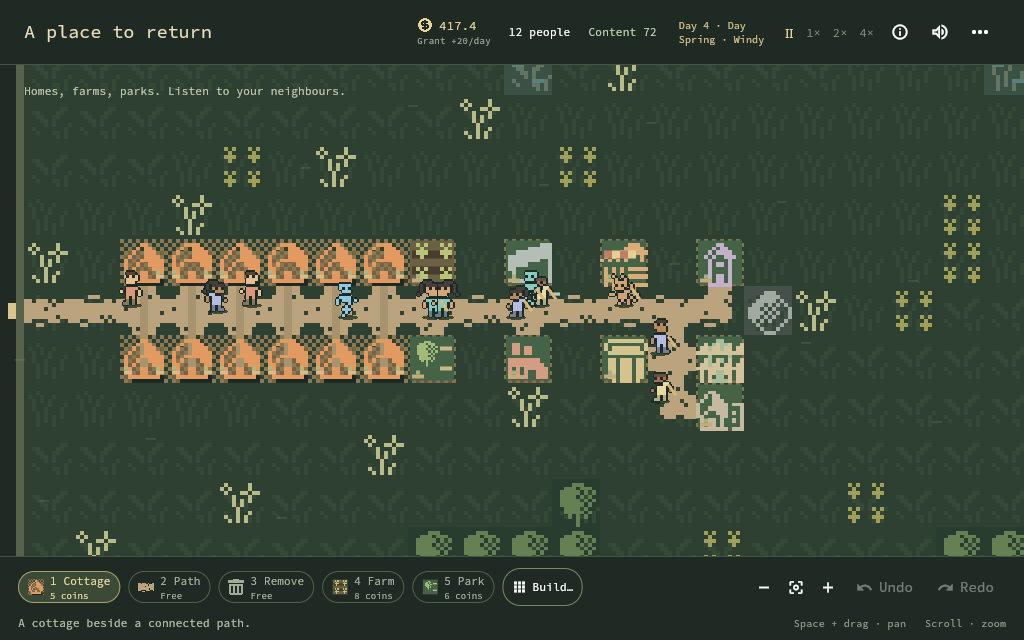 A place to return
417.4
Grant +20/day
12 people
Content 72
Day 4 · Day
Spring · Windy
1×
2×
4×
Homes, farms, parks. Listen to your neighbours.
1 Cottage
5 coins
2 Path
Free
3 Remove
Free
4 Farm
8 coins
5 Park
6 coins
Build…
Undo
Redo
A cottage beside a connected path.
Space + drag · pan
Scroll · zoom